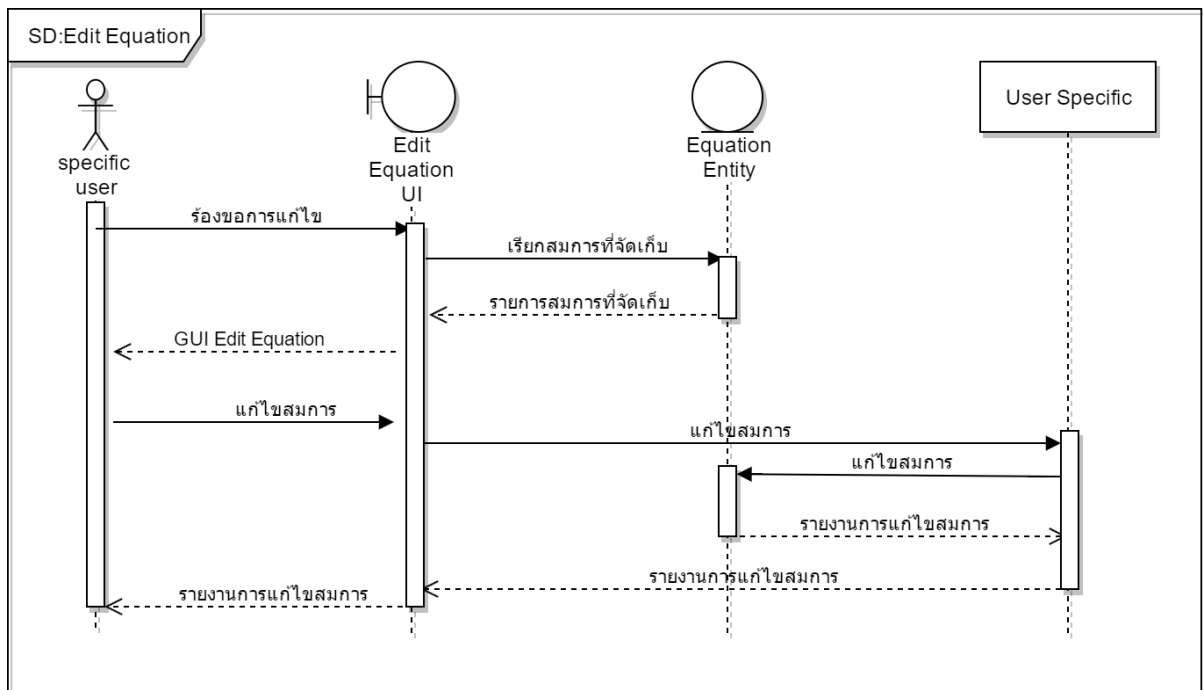 SD:Edit Equation
specific
user
Edit
Equation
UI
Equation
Entity
User Specific
ร้องขอการแก้ไข
เรียกสมการที่จัดเก็บ
รายการสมการที่จัดเก็บ
GUI Edit Equation
แก้ไขสมการ
แก้ไขสมการ
แก้ไขสมการ
รายงานการแก้ไขสมการ
รายงานการแก้ไขสมการ
รายงานการแก้ไขสมการ